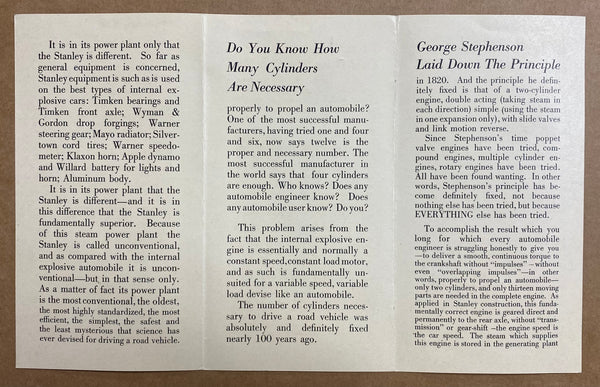 It is in its power plant only that
the Stanley is different. So far as
general equipment is concerned,
Stanley equipment is such as is used
on the best types of internal ex-
plosive cars: Timken bearings and
Timken front axle; Wyman &
Gordon drop forgings; Warner
steering gear; Mayo radiator; Silver-
town cord tires; Warner speedo-
meter; Klaxon horn; Apple dynamo
and Willard battery for lights and
horn; Aluminum body.
It is in its power plant that the
Stanley is different—and it is in
this difference that the Stanley is
fundamentally superior. Because
of this steam power plant the
Stanley is called unconventional,
and as compared with the internal
explosive automobile it is uncon-
ventional—but in that sense only.
As a matter of fact its power plant
is the most conventional, the oldest,
the most highly standardized, the most
efficient, the simplest, the safest and
the least mysterious that science has
ever devised for driving a road vehicle.
Do You Know How
Many Cylinders
Are Necessary
properly to propel an automobile?
One of the most successful manu-
facturers, having tried one and four
and six, now says twelve is the
proper and necessary number. The
most successful manufacturer in
the world says that four cylinders
are enough. Who knows? Does any
automobile engineer know? Does
any automobile user know? Do you?
This problem arises from the
fact that the internal explosive en-
gine is essentially and normally a
constant speed, constant load motor,
and as such is fundamentally un-
suited for a variable speed, variable
load devise like an automobile.
The number of cylinders neces-
sary to drive a road vehicle was
absolutely and definitely fixed
nearly 100 years ago.
George Stephenson
Laid Down The Principle
in 1820. And the principle he defin-
itely fixed is that of a two-cylinder
engine, double acting (taking steam in
each direction) simple (using the steam
in one expansion only), with slide valves
and link motion reverse.
Since Stephenson's time poppet
valve engines have been tried, com-
pound engines, multiple cylinder en-
gines, rotary engines have been tried.
All have been found wanting. In other
words, Stephenson's principle has be-
come definitely fixed, not because
nothing else has been tried, but because
EVERYTHING else has been tried.
To accomplish the result which you
long for which every automobile
engineer is struggling honestly to give you
—to deliver a smooth, continuous torque to
the crankshaft without "impulses"—without
even "overlapping impulses"—in other
words, properly to propel an automobile—
only two cylinders, and only thirteen moving
parts are needed in the complete engine. As
applied in Stanley construction, this funda-
mentally correct engine is geared direct and
permanently to the rear axle, without "trans-
mission" or gear-shift –the engine speed is
the car speed. The steam which supplies
this engine is stored in the generating plant